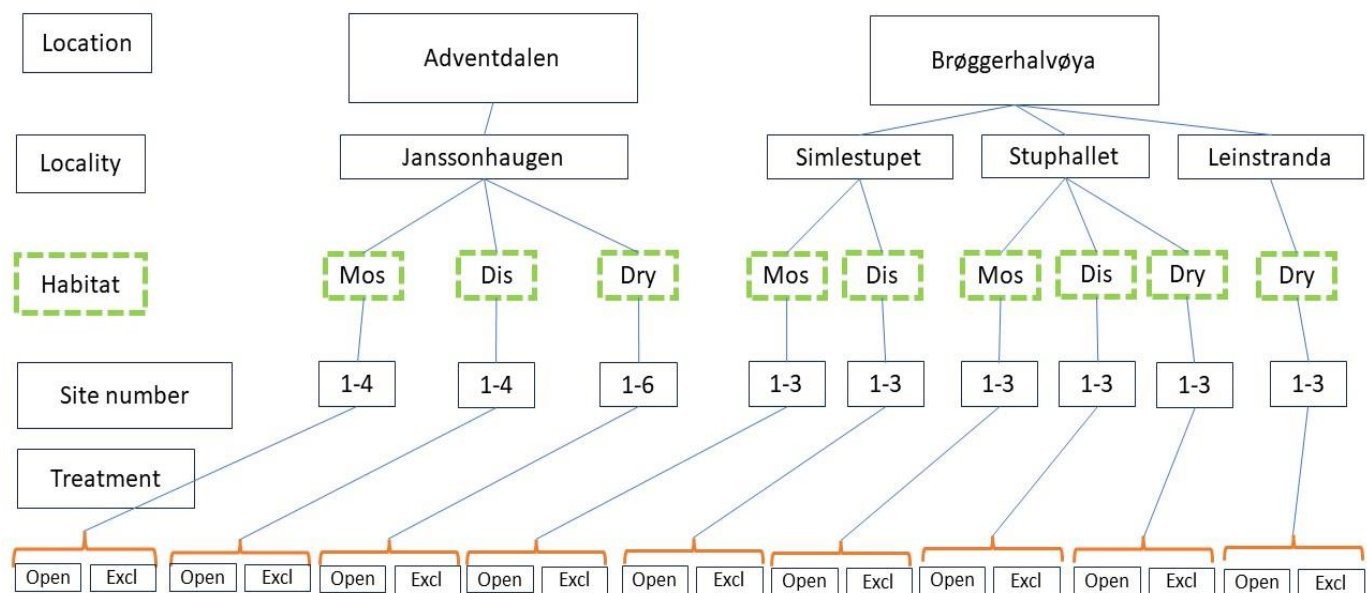 Location
Adventdalen
Brøggerhalvøya
Locality
Janssonhaugen
Simlestupet
Stuphallet
Leinstranda
Habitat
Mos
Dis
Dry
Mos
Dis
Mos
Dis
Dry
Dry
Site number
1-4
1-4
1-6
1-3
1-3
1-3
1-3
1-3
1-3
Treatment
Open
Excl
Open
Excl
Open
Excl
Open
Excl
Open
Excl
Open
Excl
Open
Excl
Open
Excl
Open
Excl